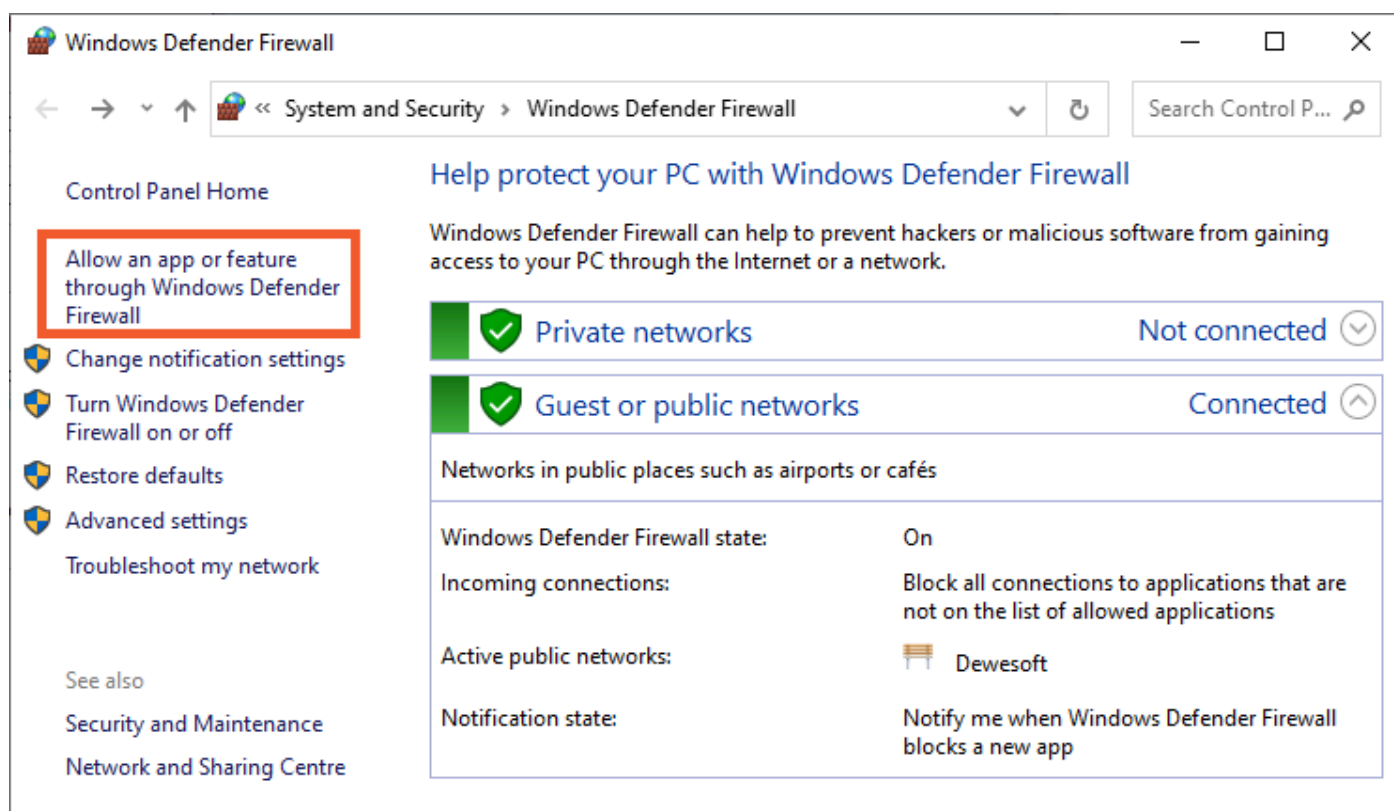 Windows Defender Firewall
« System and Security › Windows Defender Firewall
Search Control P...
Control Panel Home
Allow an app or feature
through Windows Defender
Firewall
Change notification settings
Turn Windows Defender
Firewall on or off
Restore defaults
Advanced settings
Troubleshoot my network
See also
Security and Maintenance
Network and Sharing Centre
Help protect your PC with Windows Defender Firewall
Windows Defender Firewall can help to prevent hackers or malicious software from gaining
access to your PC through the Internet or a network.
Private networks Not connected
Guest or public networks Connected
Networks in public places such as airports or cafés
Windows Defender Firewall state: On
Incoming connections: Block all connections to applications that are
not on the list of allowed applications
Active public networks: Dewesoft
Notification state: Notify me when Windows Defender Firewall
blocks a new app